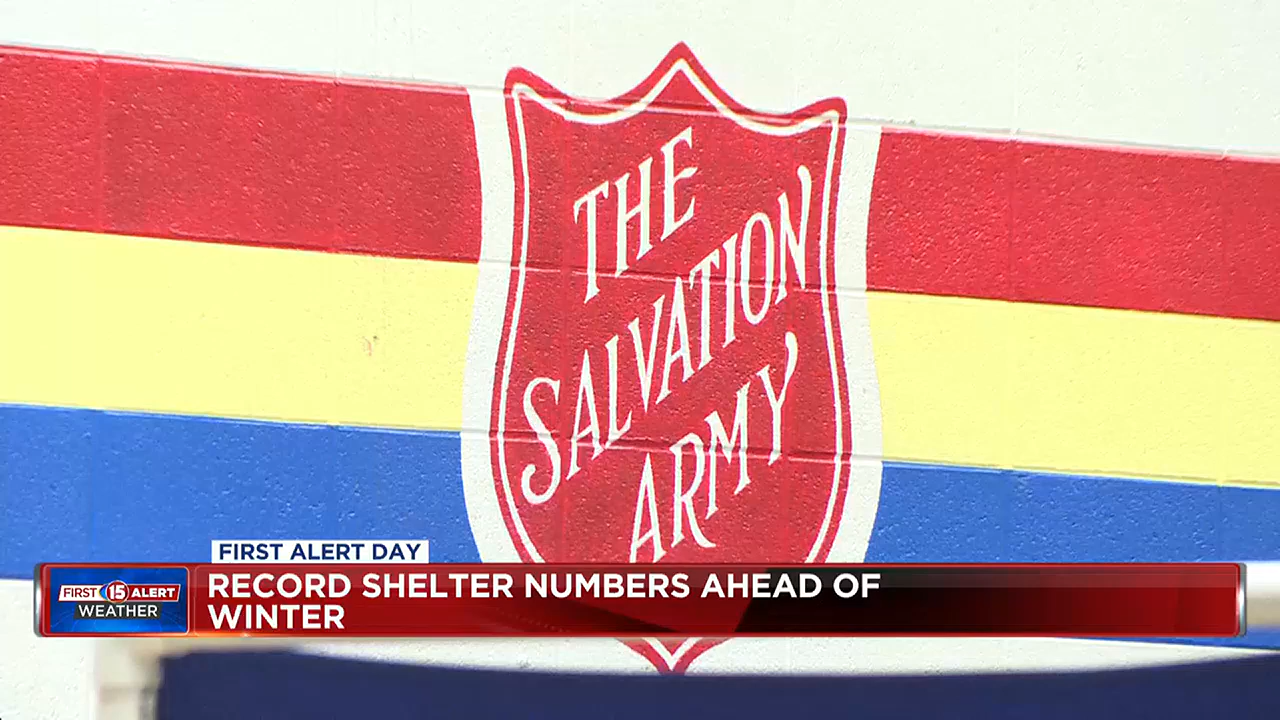 THE
SALVATION
ARMY
FIRST ALERT DAY
FIRST 15 ALERT
WEATHER
RECORD SHELTER NUMBERS AHEAD OF
WINTER